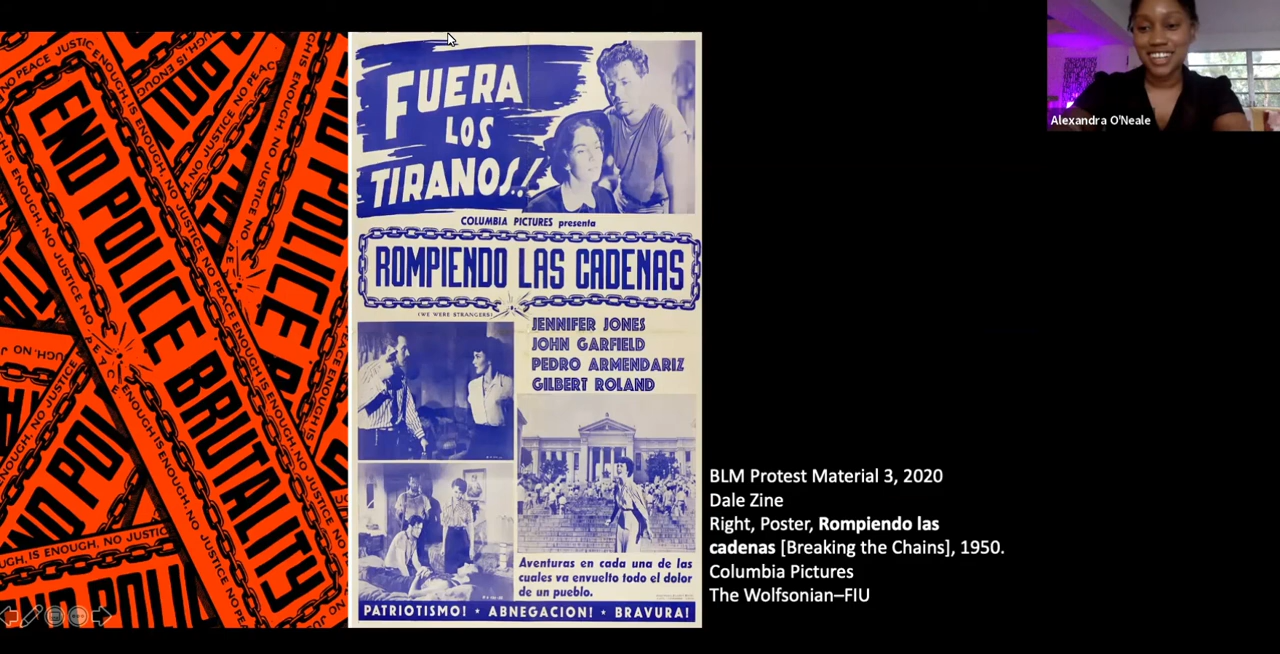 END POLICE BRUTALITY
ENOUGH IS ENOUGH, NO JUSTICE NO PEACE
FUERA
LOS
TIRANOS..!
COLUMBIA PICTURES presenta
ROMPIENDO LAS CADENAS
(WE WERE STRANGERS)
JENNIFER JONES
JOHN GARFIELD
PEDRO ARMENDARIZ
GILBERT ROLAND
Aventuras en cada una de las
cuales va envuelto todo el dolor
de un pueblo.
PATRIOTISMO! * ABNEGACION! * BRAVURA!
Alexandra O'Neale
BLM Protest Material 3, 2020
Dale Zine
Right, Poster, Rompiendo las
cadenas [Breaking the Chains], 1950.
Columbia Pictures
The Wolfsonian–FIU